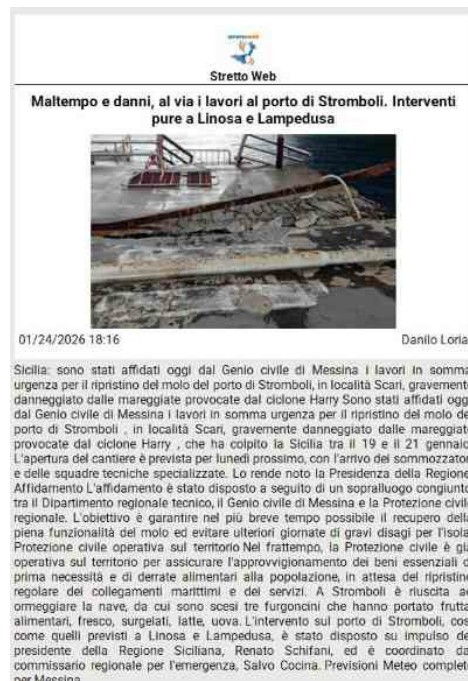 Stretto Web
Maltempo e danni, al via i lavori al porto di Stromboli. Interventi
pure a Linosa e Lampedusa
01/24/2026 18:16
Danilo Loria
Sicilia: sono stati affidati oggi dal Genio civile di Messina i lavori in somma
urgenza per il ripristino del molo del porto di Stromboli, in località Scari, gravemente
danneggiato dalle mareggiate provocate dal ciclone Harry Sono stati affidati oggi
dal Genio civile di Messina i lavori in somma urgenza per il ripristino del molo de
porto di Stromboli , in località Scari, gravemente danneggiato dalle mareggiate
provocate dal ciclone Harry , che ha colpito la Sicilia tra il 19 e il 21 gennaio
L'apertura del cantiere è prevista per lunedì prossimo, con l'arrivo dei sommozzator
e delle squadre tecniche specializzate. Lo rende noto la Presidenza della Regione
Affidamento L'affidamento è stato disposto a seguito di un sopralluogo congiunto
tra il Dipartimento regionale tecnico, il Genio civile di Messina e la Protezione civile
regionale. L'obiettivo è garantire nel più breve tempo possibile il recupero della
piena funzionalità del molo ed evitare ulteriori giornate di gravi disagi per l'isola
Protezione civile operativa sul territorio Nel frattempo, la Protezione civile è già
operativa sul territorio per assicurare l'approvvigionamento dei beni essenziali d
prima necessità e di derrate alimentari alla popolazione, in attesa del ripristino
regolare dei collegamenti marittimi e dei servizi. A Stromboli è riuscita ad
ormeggiare la nave, da cui sono scesi tre furgoncini che hanno portato frutta
alimentari, fresco, surgelati, latte, uova. L'intervento sul porto di Stromboli, cos
come quelli previsti a Linosa e Lampedusa, è stato disposto su impulso de
presidente della Regione Siciliana, Renato Schifani, ed è coordinato da
commissario regionale per l'emergenza, Salvo Cocina. Previsioni Meteo complete
per Messina